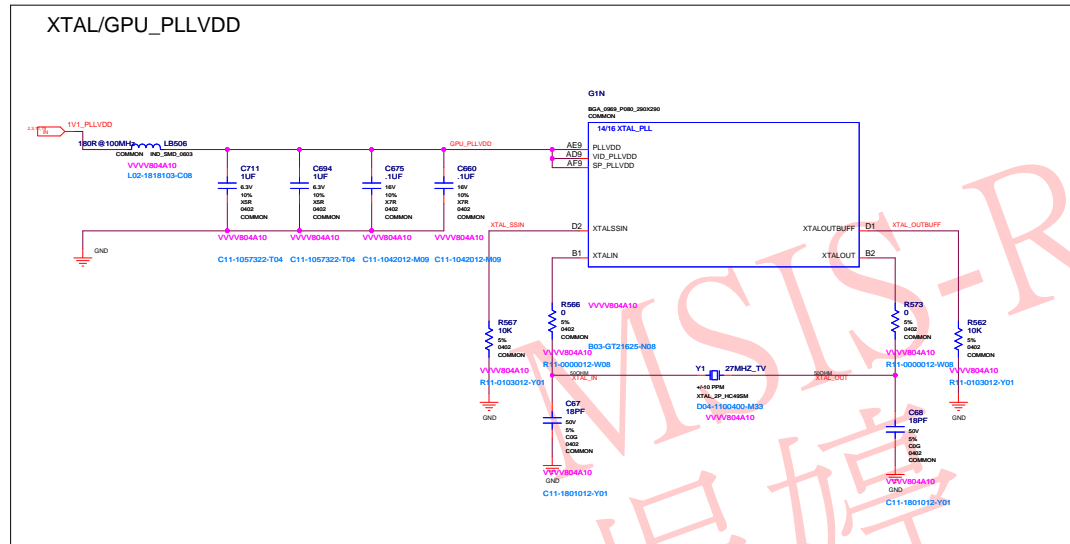 XTAL/GPU_PLLVDD
G1N
BGA_0969_P080_290X290
COMMON
14/16 XTAL_PLL
IN
1V1_PLLVDD
180R@100MHz
LB506
COMMON
IND_SMD_0603
VVVV804A10
L02-1818103-C08
GPU_PLLVDD
AE9
PLLVDD
AD9
VID_PLLVDD
AF9
SP_PLLVDD
C711
1UF
6.3V
10%
X5R
0402
COMMON
VVVV804A10
C11-1057322-T04
C694
1UF
6.3V
10%
X5R
0402
COMMON
VVVV804A10
C11-1057322-T04
C675
.1UF
16V
10%
X7R
0402
COMMON
VVVV804A10
C11-1042012-M09
C660
.1UF
16V
10%
X7R
0402
COMMON
VVVV804A10
C11-1042012-M09
GND
XTAL_SSIN
D2
XTALSSIN
XTALOUTBUFF
D1
XTAL_OUTBUFF
B1
XTALIN
XTALOUT
B2
R567
10K
5%
0402
COMMON
VVVV804A10
R11-0103012-Y01
GND
R566
0
5%
0402
COMMON
VVVV804A10
R11-0000012-W08
VVVV804A10
B03-GT21625-N08
R573
0
5%
0402
COMMON
VVVV804A10
R11-0000012-W08
R562
10K
5%
0402
COMMON
VVVV804A10
R11-0103012-Y01
GND
50OHM
XTAL_IN
Y1
27MHZ_TV
+/-10 PPM
XTAL_2P_HC49SM
D04-1100400-M33
VVVV804A10
50OHM
XTAL_OUT
C67
18PF
50V
5%
C0G
0402
COMMON
VVVV804A10
GND
C11-1801012-Y01
C68
18PF
50V
5%
C0G
0402
COMMON
VVVV804A10
GND
C11-1801012-Y01
MSIS-R
婷